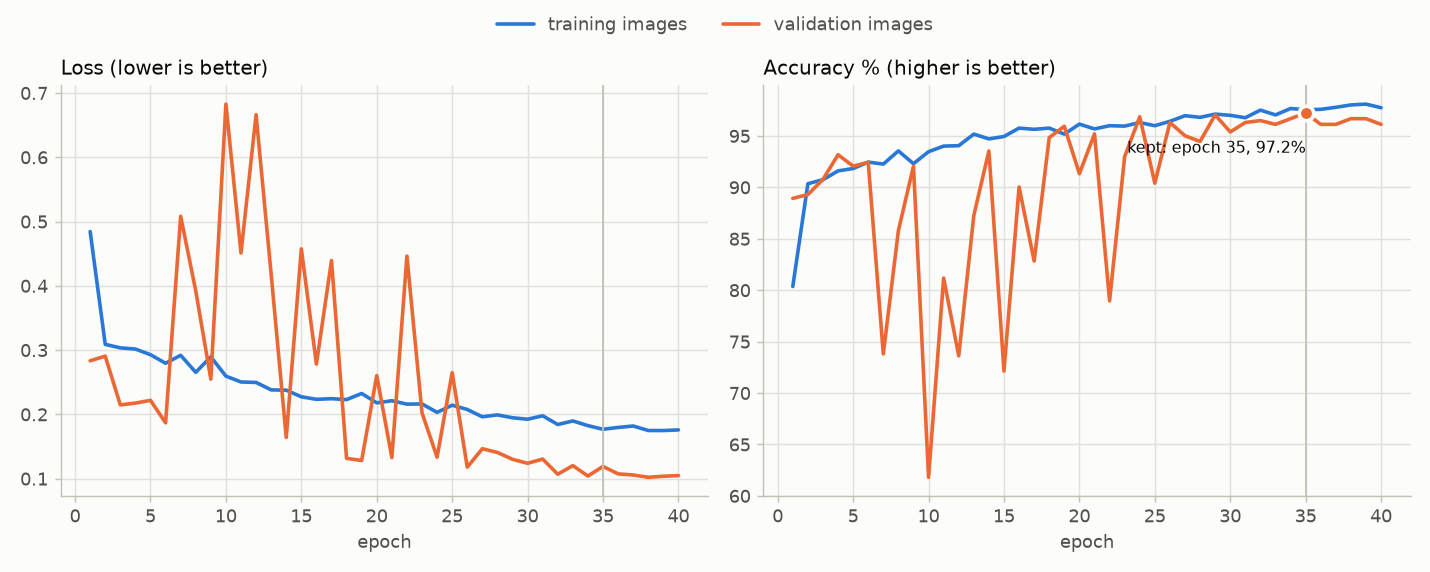 training images
validation images
Loss (lower is better)
0.7
0.6
0.5
0.4
0.3
0.2
0.1
0 5 10 15 20 25 30 35 40
epoch
Accuracy % (higher is better)
95
90
85
80
75
70
65
60
kept: epoch 35, 97.2%
0 5 10 15 20 25 30 35 40
epoch